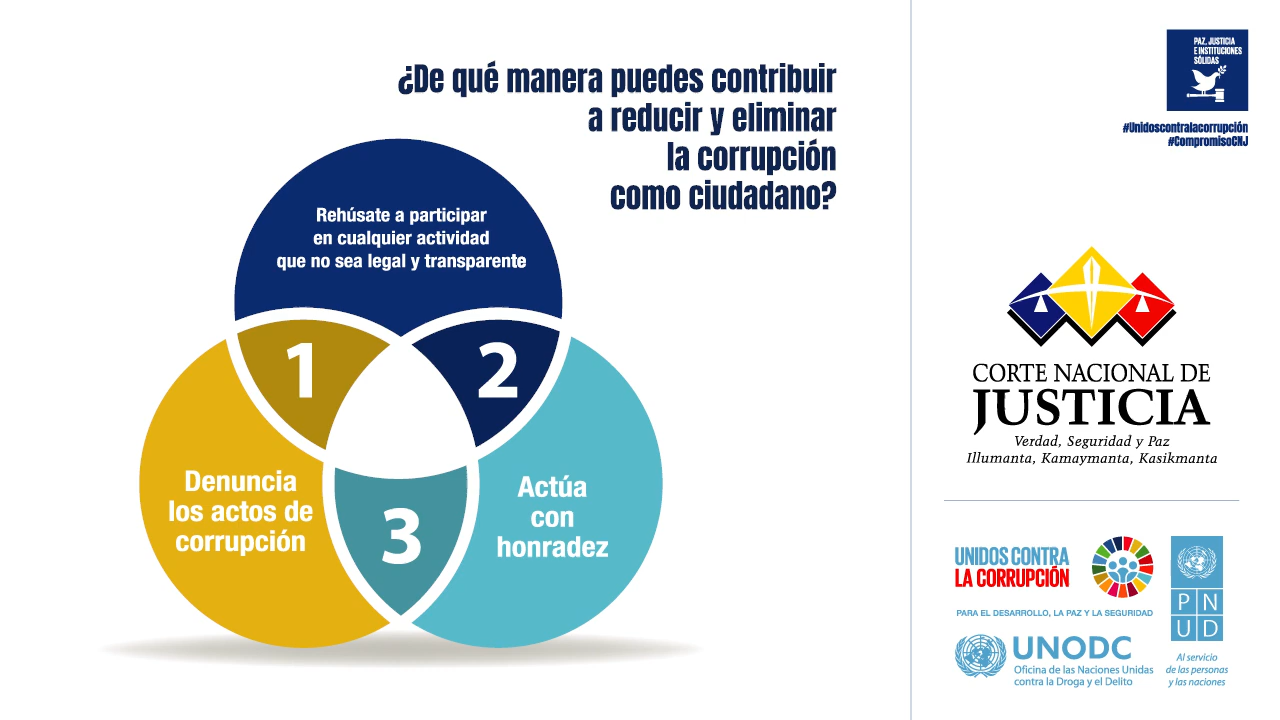 ¿De qué manera puedes contribuir
a reducir y eliminar
la corrupción
como ciudadano?
Rehúsate a participar
en cualquier actividad
que no sea legal y transparente
1
2
Denuncia
los actos de
corrupción
3
Actúa
con
honradez
PAZ, JUSTICIA
E INSTITUCIONES
SÓLIDAS
#Unidoscontralacorrupción
#CompromisoCNJ
CORTE NACIONAL DE
JUSTICIA
Verdad, Seguridad y Paz
Illumanta, Kamaymanta, Kasikmanta
UNIDOS CONTRA
LA CORRUPCIÓN
PARA EL DESARROLLO, LA PAZ Y LA SEGURIDAD
UNODC
Oficina de las Naciones Unidas
contra la Droga y el Delito
P N
U D
Al servicio
de las personas
y las naciones